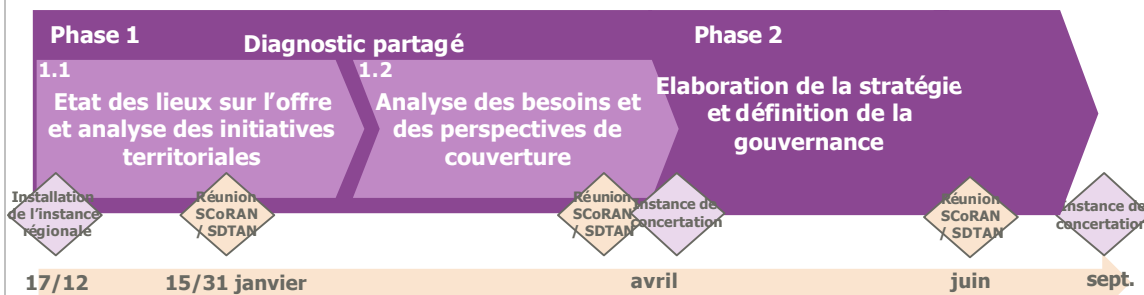 Phase 1
Diagnostic partagé
Phase 2
1.1
Etat des lieux sur l'offre
et analyse des initiatives
territoriales
1.2
Analyse des besoins et
des perspectives de
couverture
Elaboration de la stratégie
et définition de la
gouvernance
Installation
de l'instance
régionale
Réunion
SCoRAN
/ SDTAN
Réunion
SCoRAN
/ SDTAN
Instance de
concertation
Réunion
SCoRAN
/ SDTAN
Instance de
concertation
17/12
15/31 janvier
avril
juin
sept.